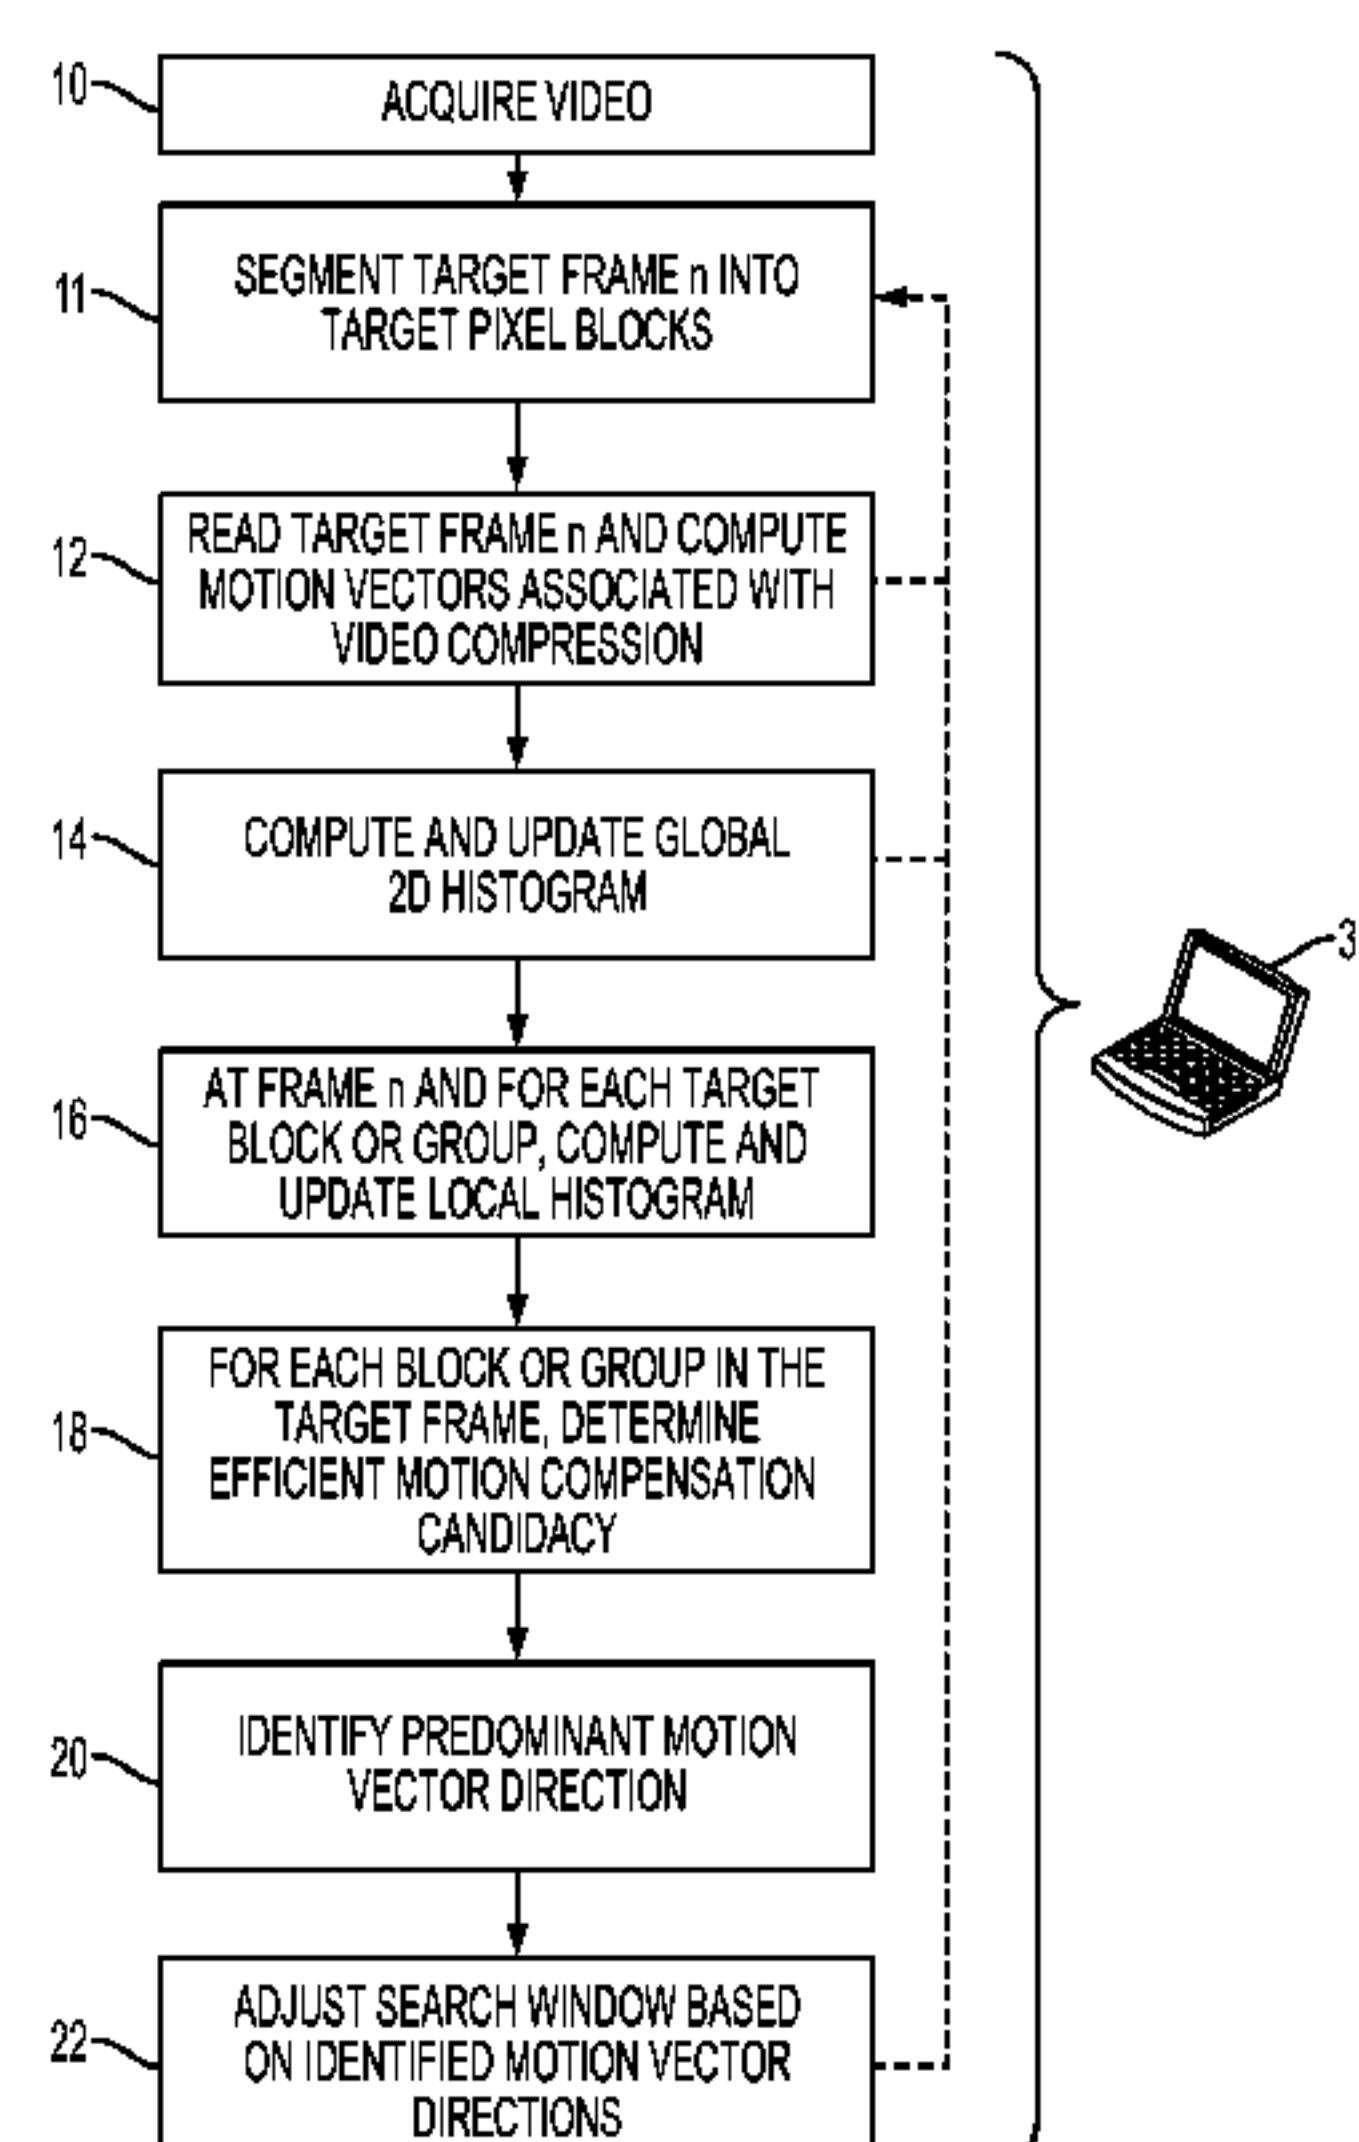 10
ACQUIRE VIDEO
11
SEGMENT TARGET FRAME n INTO
TARGET PIXEL BLOCKS
12
READ TARGET FRAME n AND COMPUTE
MOTION VECTORS ASSOCIATED WITH
VIDEO COMPRESSION
14
COMPUTE AND UPDATE GLOBAL
2D HISTOGRAM
3
16
AT FRAME n AND FOR EACH TARGET
BLOCK OR GROUP, COMPUTE AND
UPDATE LOCAL HISTOGRAM
18
FOR EACH BLOCK OR GROUP IN THE
TARGET FRAME, DETERMINE
EFFICIENT MOTION COMPENSATION
CANDIDACY
20
IDENTIFY PREDOMINANT MOTION
VECTOR DIRECTION
22
ADJUST SEARCH WINDOW BASED
ON IDENTIFIED MOTION VECTOR
DIRECTIONS